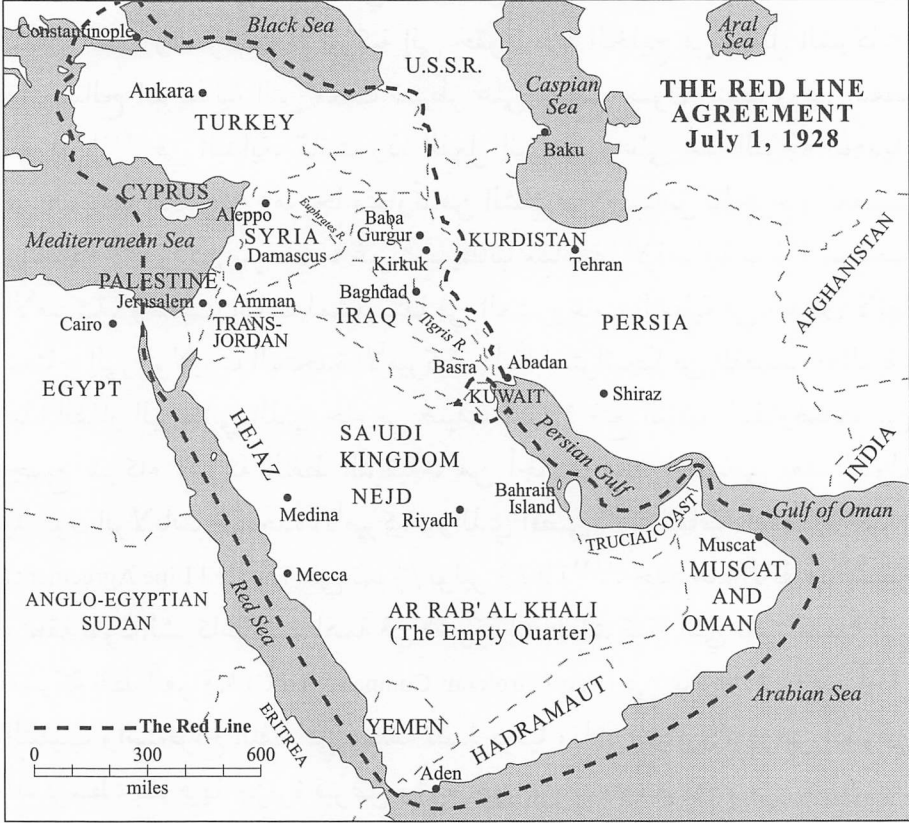 Black Sea
Constantinople
Aral
Sea
U.S.S.R.
Caspian
Sea
THE RED LINE
AGREEMENT
July 1, 1928
Ankara
TURKEY
Baku
CYPRUS
Aleppo
Euphrates R.
Baba
Gurgur
SYRIA
Mediterranean Sea
Damascus
Kirkuk
KURDISTAN
Tehran
AFGHANISTAN
PALESTINE
Jerusalem
Amman
Baghdad
IRAQ
Cairo
TRANS-
JORDAN
Tigris R.
PERSIA
Basra
Abadan
EGYPT
KUWAIT
Shiraz
HEJAZ
SA'UDI
KINGDOM
NEJD
Persian Gulf
INDIA
Medina
Riyadh
Bahrain
Island
Gulf of Oman
TRUCIAL COAST
Muscat
MUSCAT
AND
OMAN
Mecca
ANGLO-EGYPTIAN
SUDAN
Red Sea
AR RAB' AL KHALI
(The Empty Quarter)
Arabian Sea
The Red Line
ERITREA
YEMEN
HADRAMAUT
0 300 600
miles
Aden